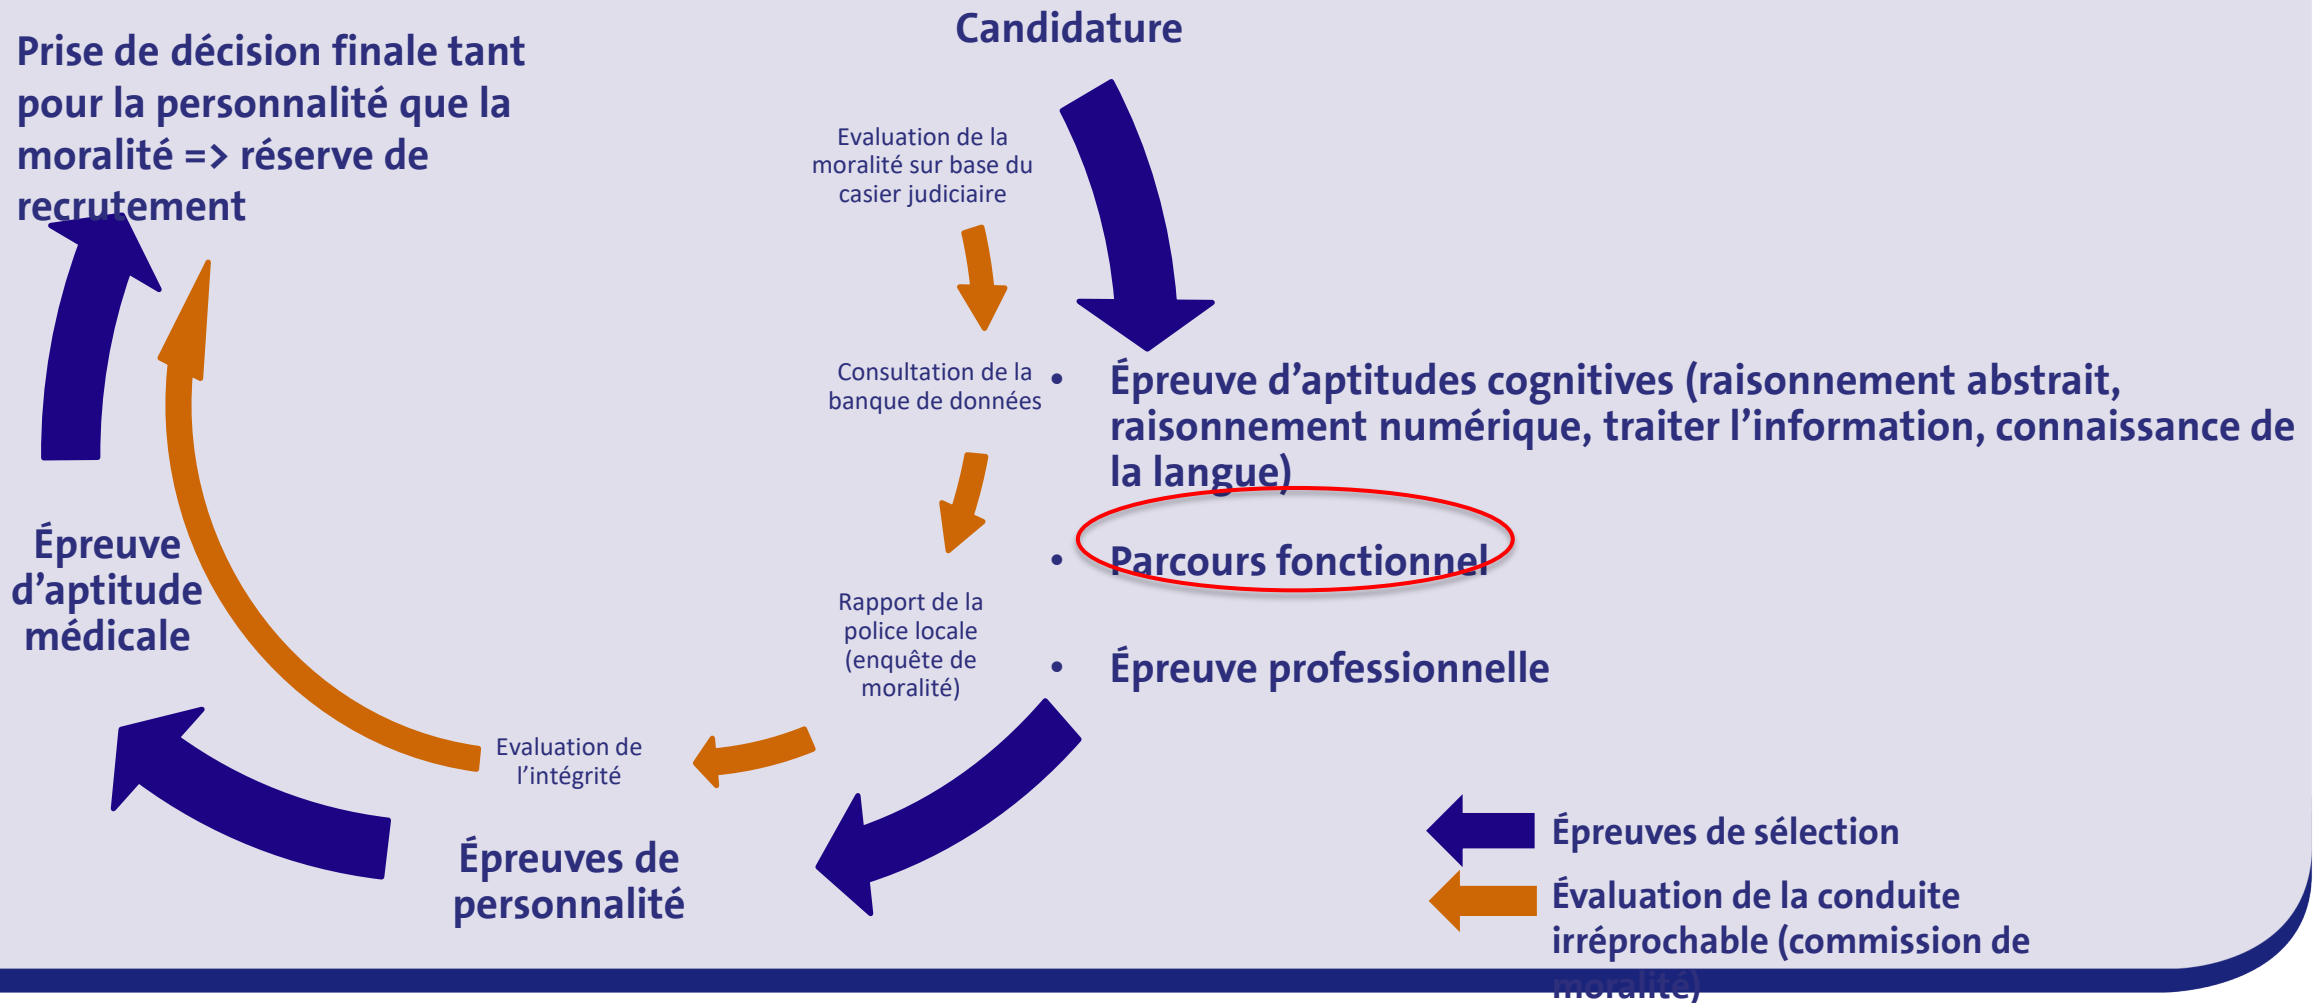 Candidature
Prise de décision finale tant
pour la personnalité que la
moralité => réserve de
recrutement
Evaluation de la
moralité sur base du
casier judiciaire
Consultation de la
banque de données
• Épreuve d’aptitudes cognitives (raisonnement abstrait,
raisonnement numérique, traiter l’information, connaissance de
la langue)
• Parcours fonctionnel
• Épreuve professionnelle
Rapport de la
police locale
(enquête de
moralité)
Evaluation de
l’intégrité
Épreuves de
personnalité
Épreuve
d’aptitude
médicale
Épreuves de sélection
Évaluation de la conduite
irréprochable (commission de
moralité)